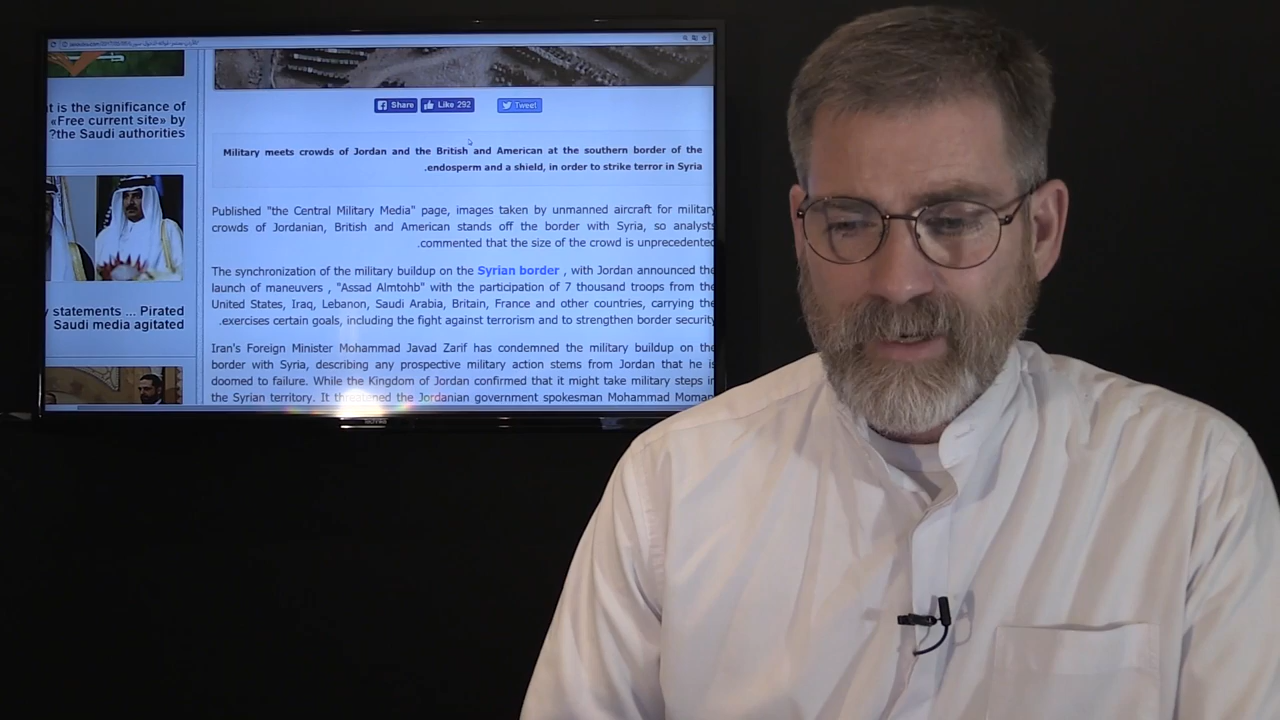 t is the significance of
«Free current site» by
?the Saudi authorities
y statements ... Pirated
Saudi media agitated
Share
Like 292
Tweet
Military meets crowds of Jordan and the British and American at the southern border of the
.endosperm and a shield, in order to strike terror in Syria
Published "the Central Military Media" page, images taken by unmanned aircraft for military
crowds of Jordanian, British and American stands off the border with Syria, so analysts
.commented that the size of the crowd is unprecedented
The synchronization of the military buildup on the Syrian border , with Jordan announced the
launch of maneuvers , "Assad Almtohb" with the participation of 7 thousand troops from the
United States, Iraq, Lebanon, Saudi Arabia, Britain, France and other countries, carrying the
.exercises certain goals, including the fight against terrorism and to strengthen border security
Iran's Foreign Minister Mohammad Javad Zarif has condemned the military buildup on the
border with Syria, describing any prospective military action stems from Jordan that he is
doomed to failure. While the Kingdom of Jordan confirmed that it might take military steps in
the Syrian territory. It threatened the Jordanian government spokesman Mohammad Moman